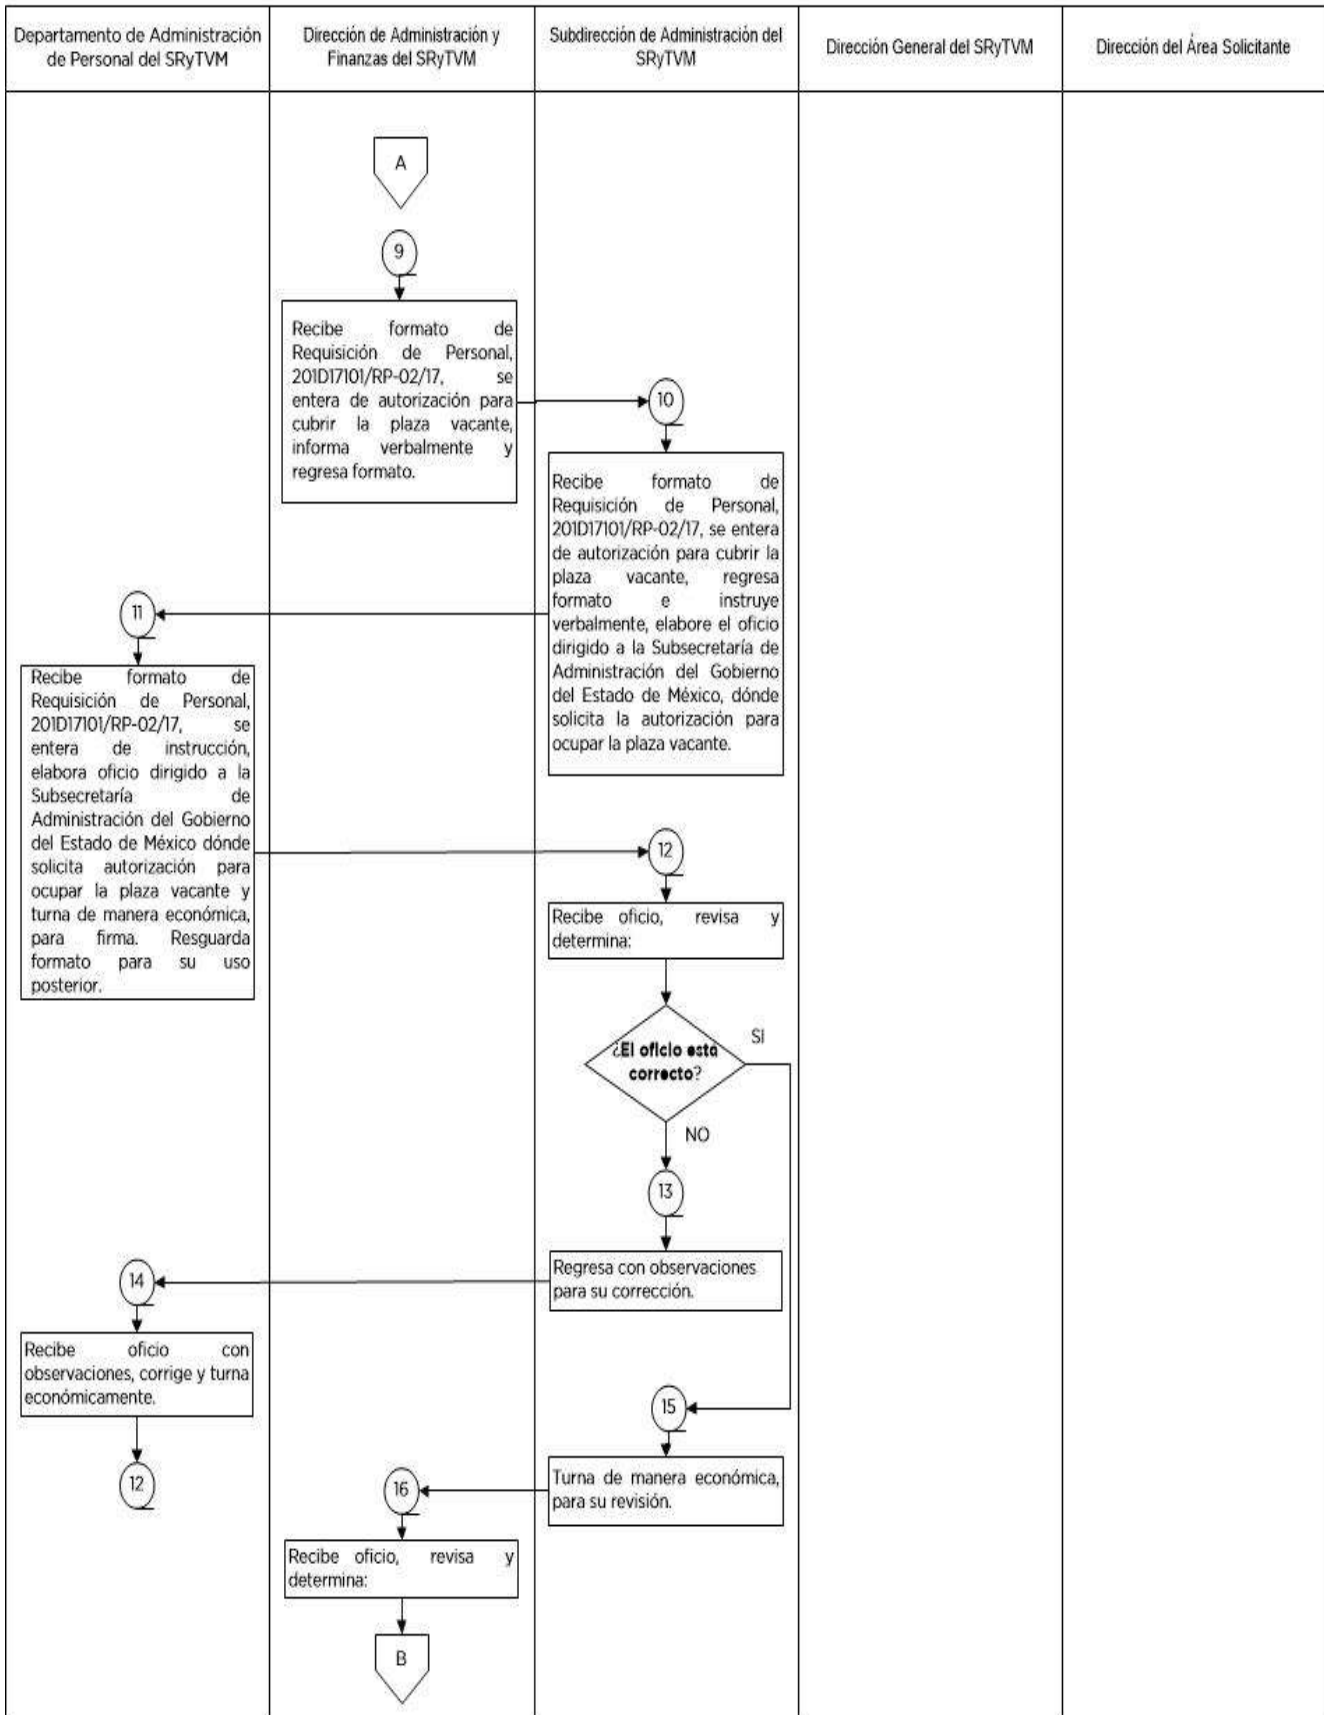 Departamento de Administración
de Personal del SRyTVM
Dirección de Administración y
Finanzas del SRyTVM
Subdirección de Administración del
SRyTVM
Dirección General del SRyTVM
Dirección del Área Solicitante
A
9
Recibe formato de
Requisición de Personal,
201D17101/RP-02/17, se
entera de autorización para
cubrir la plaza vacante,
informa verbalmente y
regresa formato.
10
Recibe formato de
Requisición de Personal,
201D17101/RP-02/17, se entera
de autorización para cubrir la
plaza vacante, regresa
formato e instruye
verbalmente, elabore el oficio
dirigido a la Subsecretaría de
Administración del Gobierno
del Estado de México, dónde
solicita la autorización para
ocupar la plaza vacante.
11
Recibe formato de
Requisición de Personal,
201D17101/RP-02/17, se
entera de instrucción,
elabora oficio dirigido a la
Subsecretaría de
Administración del Gobierno
del Estado de México dónde
solicita autorización para
ocupar la plaza vacante y
turna de manera económica,
para firma. Resguarda
formato para su uso
posterior.
12
Recibe oficio, revisa y
determina:
¿El oficio está
correcto?
SI
NO
13
Regresa con observaciones
para su corrección.
14
Recibe oficio con
observaciones, corrige y turna
económicamente.
12
15
Turna de manera económica,
para su revisión.
16
Recibe oficio, revisa y
determina:
B